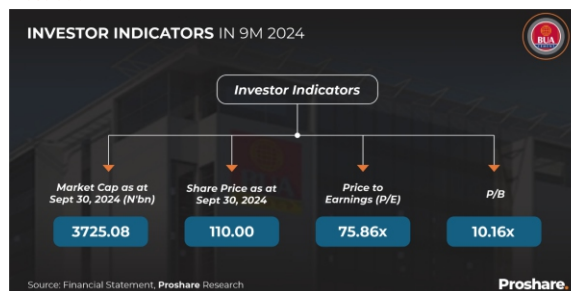 INVESTOR INDICATORS IN 9M 2024
BUA
Investor Indicators
Market Cap as at
Sept 30, 2024 (N'bn)
3725.08
Share Price as at
Sept 30, 2024
110.00
Price to
Earnings (P/E)
75.86x
P/B
10.16x
Source: Financial Statement, Proshare Research
Proshare.